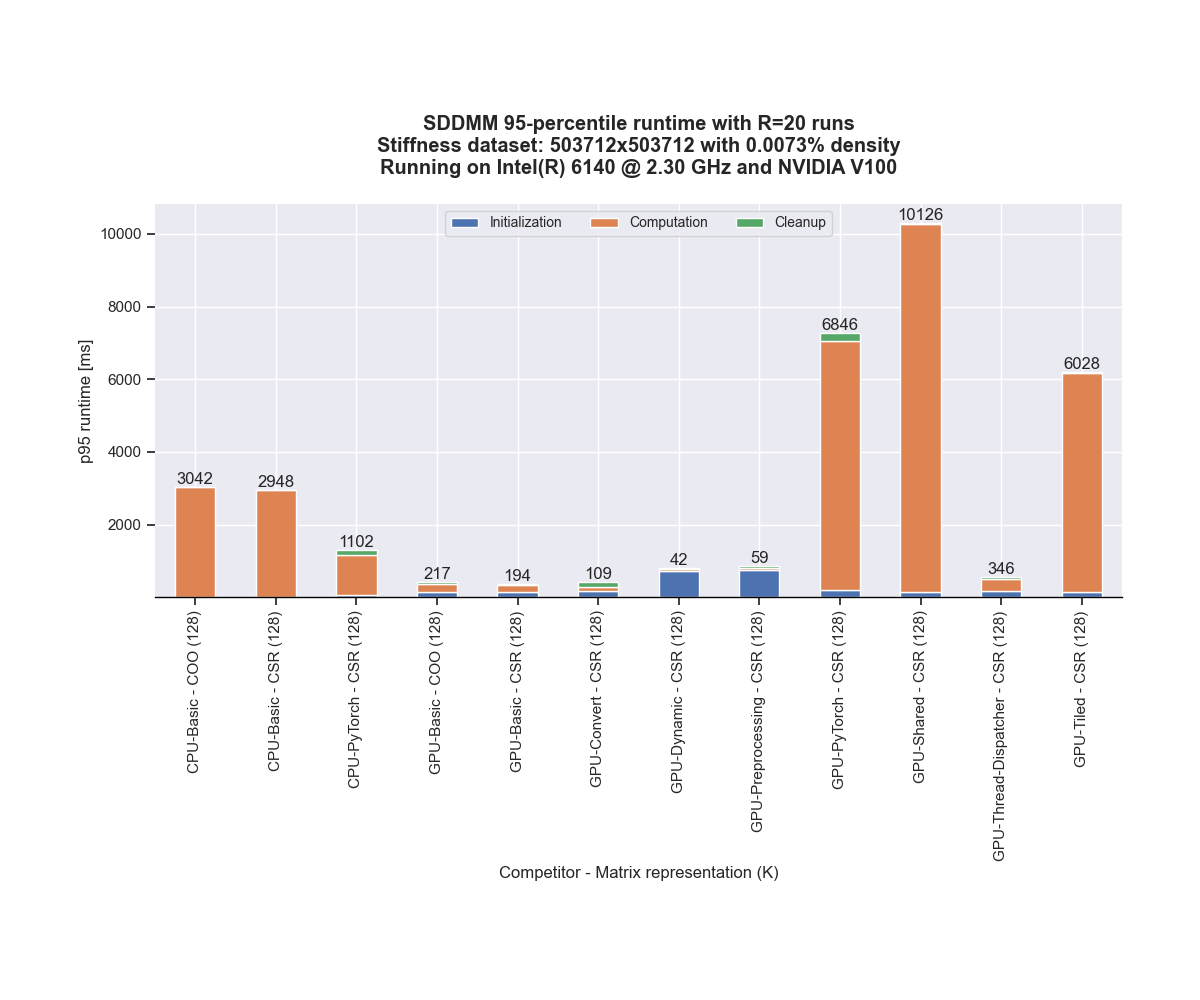 SDDMM 95-percentile runtime with R=20 runs
Stiffness dataset: 503712x503712 with 0.0073% density
Running on Intel(R) 6140 @ 2.30 GHz and NVIDIA V100
Initialization
Computation
Cleanup
p95 runtime [ms]
10000
8000
6000
4000
2000
3042
2948
1102
217
194
109
42
59
6846
10126
346
6028
CPU-Basic - COO (128)
CPU-Basic - CSR (128)
CPU-PyTorch - CSR (128)
GPU-Basic - COO (128)
GPU-Basic - CSR (128)
GPU-Convert - CSR (128)
GPU-Dynamic - CSR (128)
GPU-Preprocessing - CSR (128)
GPU-PyTorch - CSR (128)
GPU-Shared - CSR (128)
GPU-Thread-Dispatcher - CSR (128)
GPU-Tiled - CSR (128)
Competitor - Matrix representation (K)